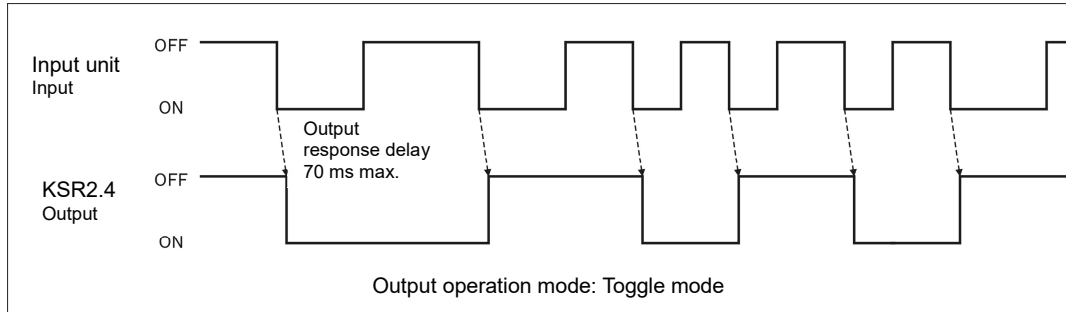 OFF
Input unit
Input
ON
Output
response delay
70 ms max.
OFF
KSR2.4
Output
ON
Output operation mode: Toggle mode